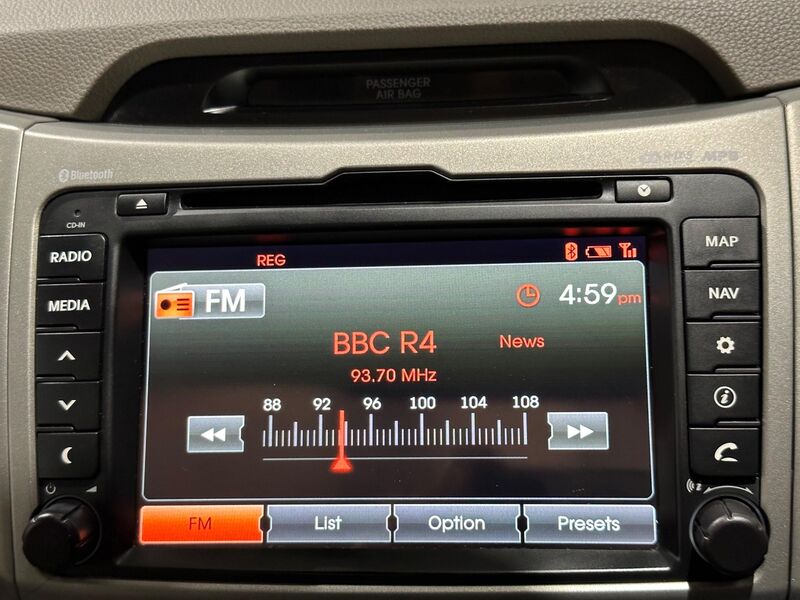 PASSENGER
AIR BAG
Bluetooth
CD-IN
RADIO
MEDIA
REG
FM
4:59pm
BBC R4
News
93.70 MHz
88 92 96 100 104 108
FM
List
Option
Presets
MAP
NAV